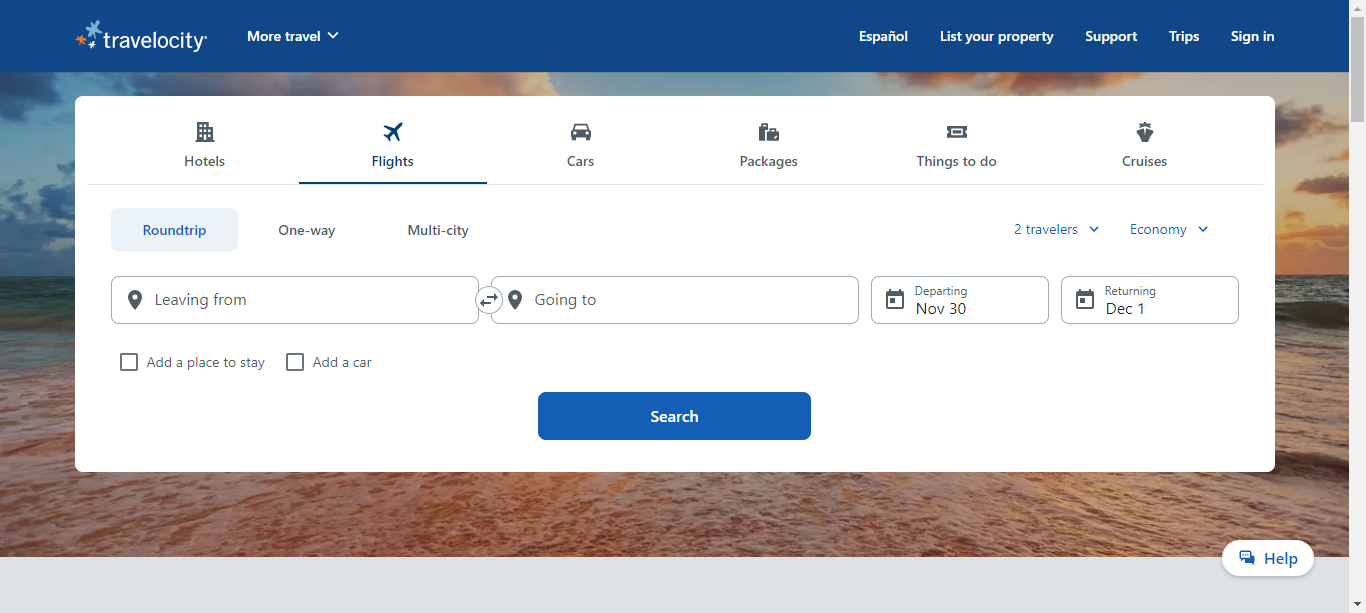 travelocity
More travel
Español
List your property
Support
Trips
Sign in
Hotels
Flights
Cars
Packages
Things to do
Cruises
Roundtrip
One-way
Multi-city
2 travelers
Economy
Leaving from
Going to
Departing
Nov 30
Returning
Dec 1
Add a place to stay
Add a car
Search
Help